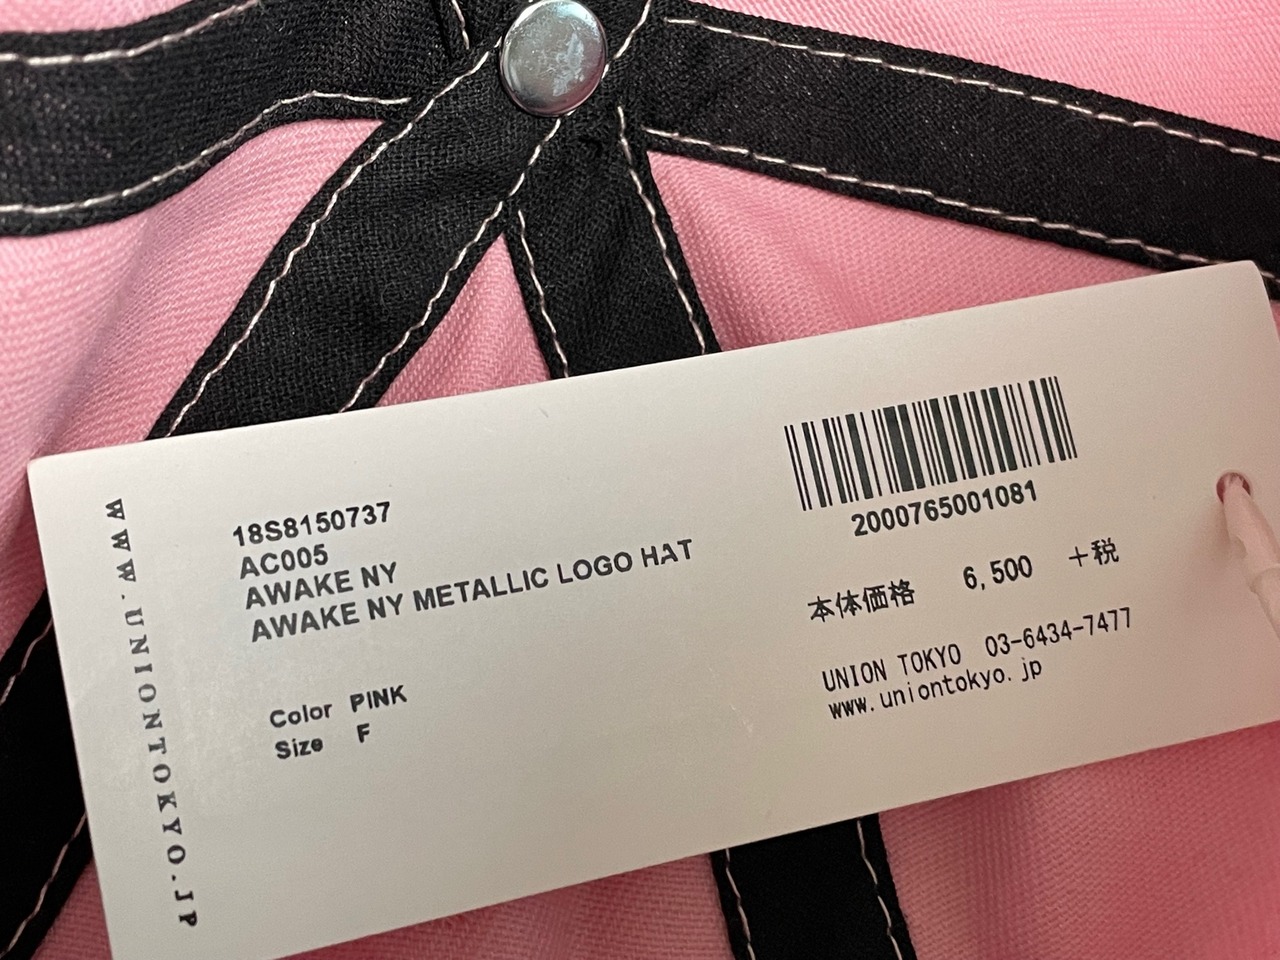 WWW.UNIONTOKYO.JP
18S8150737
AC005
AWAKE NY
AWAKE NY METALLIC LOGO HAT
Color PINK
Size F
2000765001081
本体価格 6,500 +税
UNION TOKYO 03-6434-7477
www.uniontokyo.jp